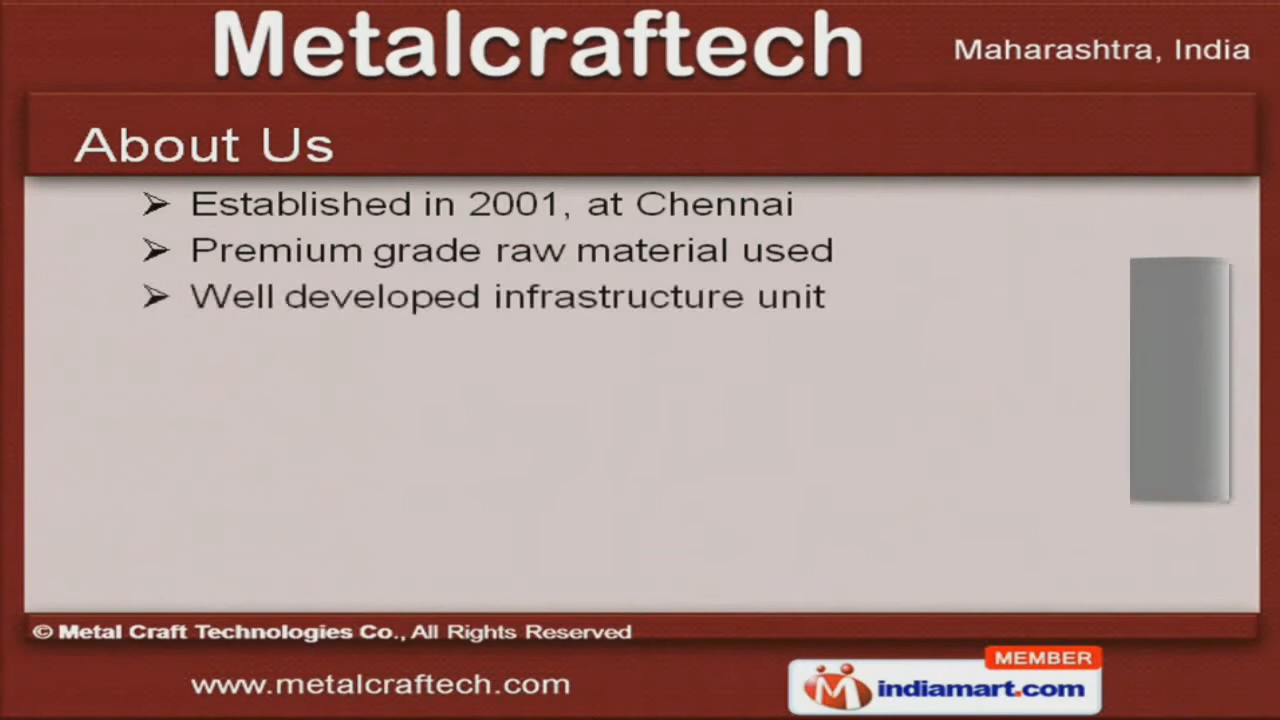 Metalcraftech
Maharashtra, India
About Us
➢ Established in 2001, at Chennai
➢ Premium grade raw material used
➢ Well developed infrastructure unit
© Metal Craft Technologies Co., All Rights Reserved
www.metalcraftech.com
MEMBER
indiamart.com